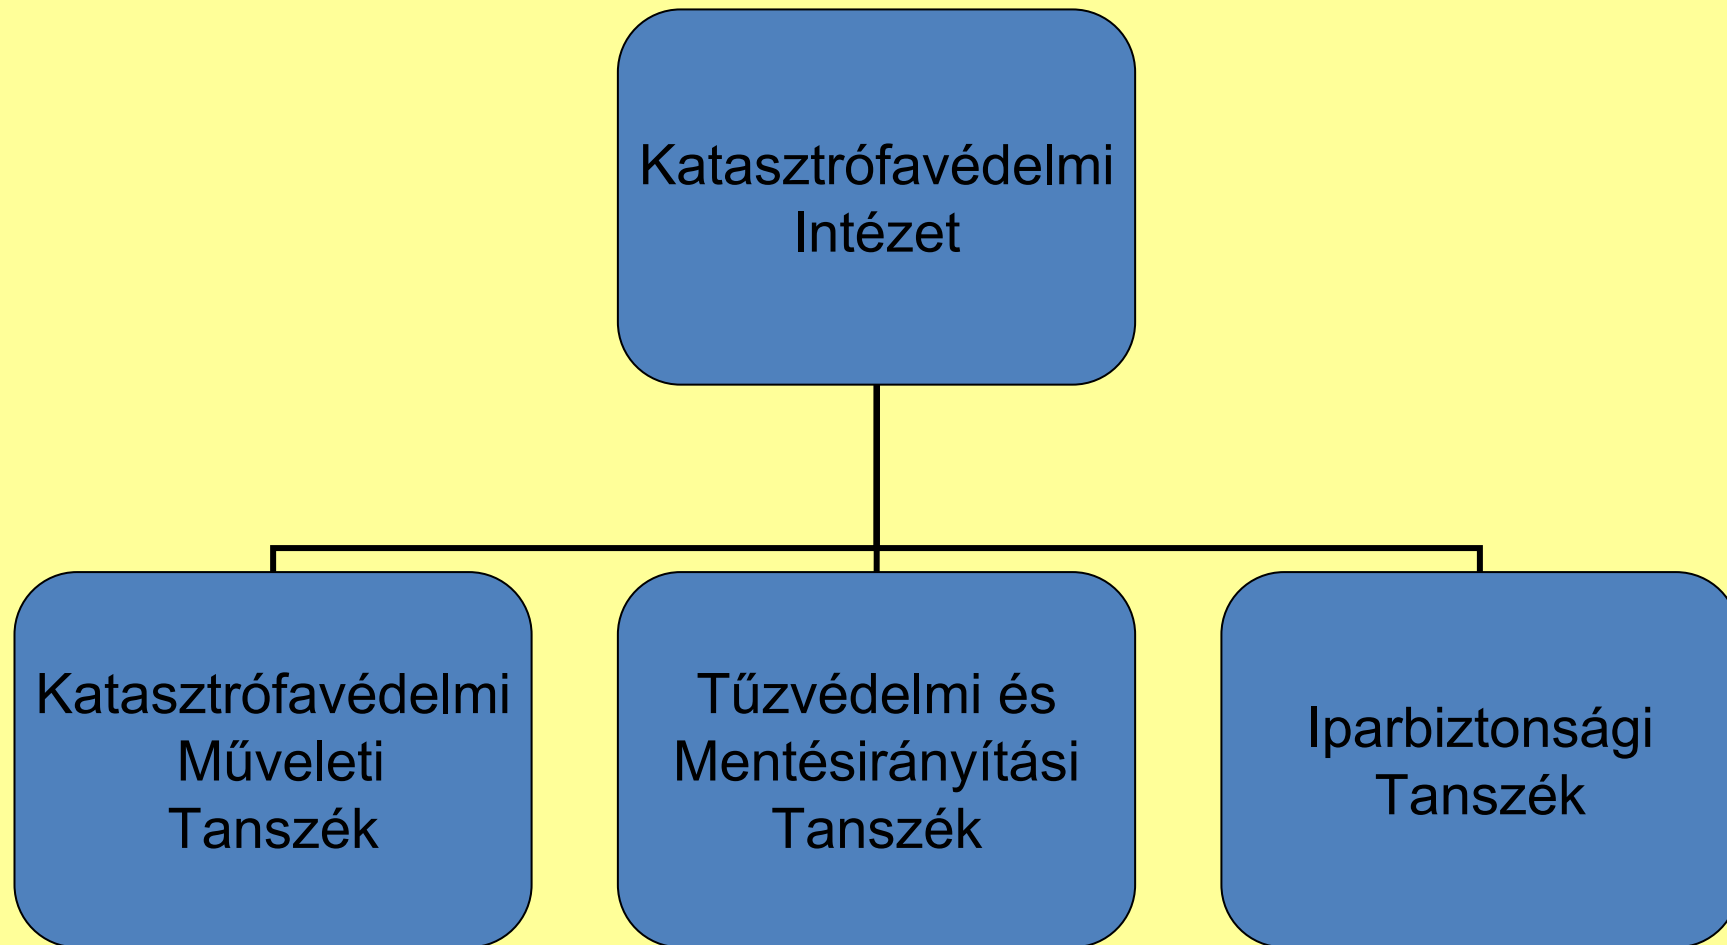 Katasztrófavédelmi
Intézet
Katasztrófavédelmi
Műveleti
Tanszék
Tűzvédelmi és
Mentésirányítási
Tanszék
Iparbiztonsági
Tanszék